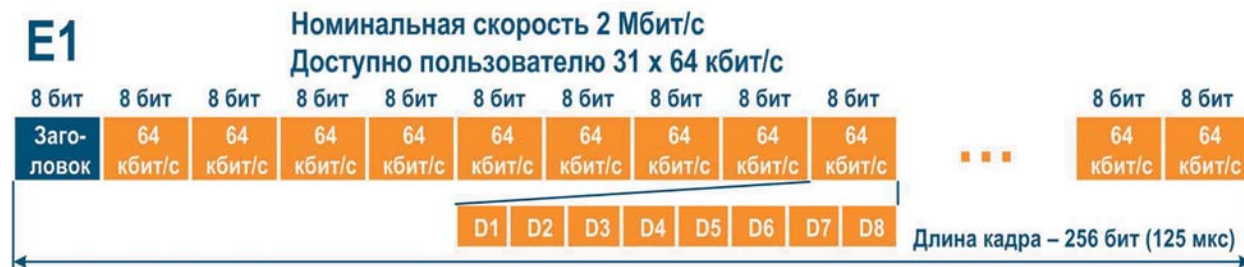 E1
Номинальная скорость 2 Мбит/с
Доступно пользователю 31 x 64 кбит/с
8 бит 8 бит 8 бит 8 бит 8 бит 8 бит 8 бит 8 бит 8 бит 8 бит 8 бит 8 бит
Заго- 64 64 64 64 64 64 64 64 64 ... 64 64
ловок кбит/с кбит/с кбит/с кбит/с кбит/с кбит/с кбит/с кбит/с кбит/с кбит/с кбит/с
D1 D2 D3 D4 D5 D6 D7 D8
Длина кадра – 256 бит (125 мкс)